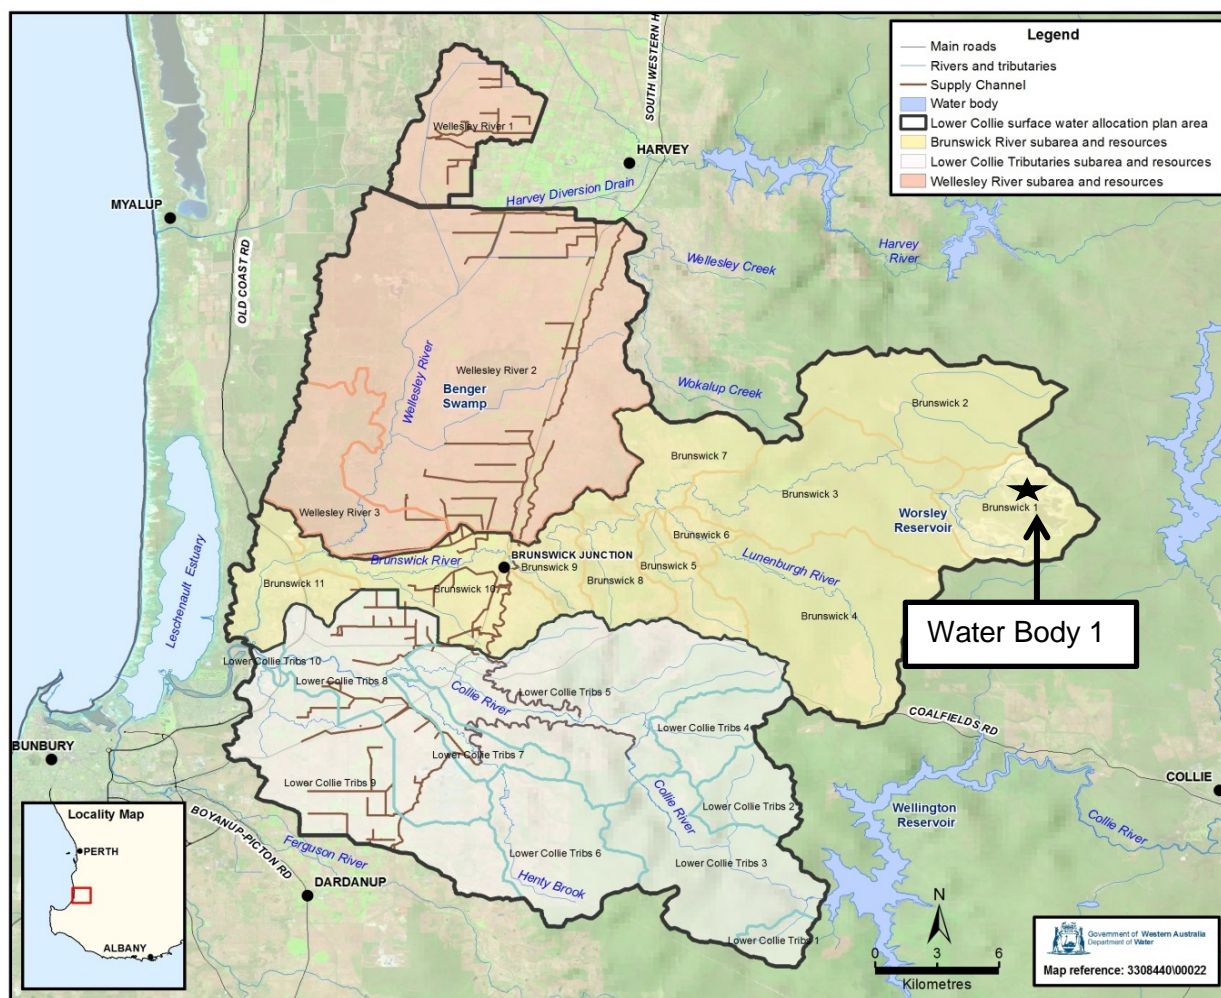 Legend
Main roads
Rivers and tributaries
Supply Channel
Water body
Lower Collie surface water allocation plan area
Brunswick River subarea and resources
Lower Collie Tributaries subarea and resources
Wellesley River subarea and resources
SOUTH WESTERN H
Wellesley River 1
HARVEY
Harvey Diversion Drain
MYALUP
OLD COAST RD
Harvey
River
Wellesley Creek
Wellesley River
Wellesley River 2
Benger
Swamp
Wokalup Creek
Brunswick 2
Brunswick 7
Brunswick 3
Brunswick 1
Worsley
Reservoir
Wellesley River 3
Brunswick 6
Brunswick River
BRUNSWICK JUNCTION
Brunswick 9
Lunenburgh River
Brunswick 5
Brunswick 8
Brunswick 11
Brunswick 10
Brunswick 4
Leschenault Estuary
Water Body 1
Lower Collie Tribs 10
Lower Collie Tribs 8
Collie River
Lower Collie Tribs 5
Lower Collie Tribs 4
COALFIELDS RD
BUNBURY
Lower Collie Tribs 7
Lower Collie Tribs 9
COLLIE
Lower Collie Tribs 2
Collie River
Wellington
Reservoir
Collie River
BOYANUP-PICTON RD
Ferguson River
Lower Collie Tribs 6
Lower Collie Tribs 3
Henty Brook
DARDANUP
Lower Collie Tribs 1
Locality Map
PERTH
ALBANY
N
0 3 6
Kilometres
Government of Western Australia
Department of Water
Map reference: 3308440\00022